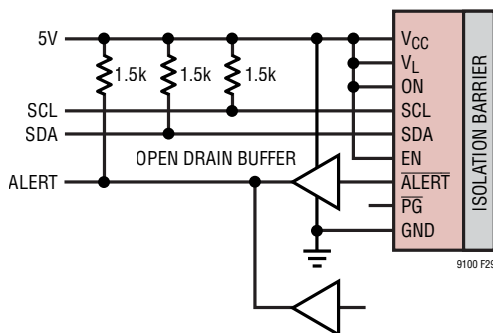 5V
1.5k
1.5k
1.5k
SCL
SDA
OPEN DRAIN BUFFER
ALERT
VCC
VL
ON
SCL
SDA
EN
ALERT
PG
GND
ISOLATION BARRIER
9100 F29